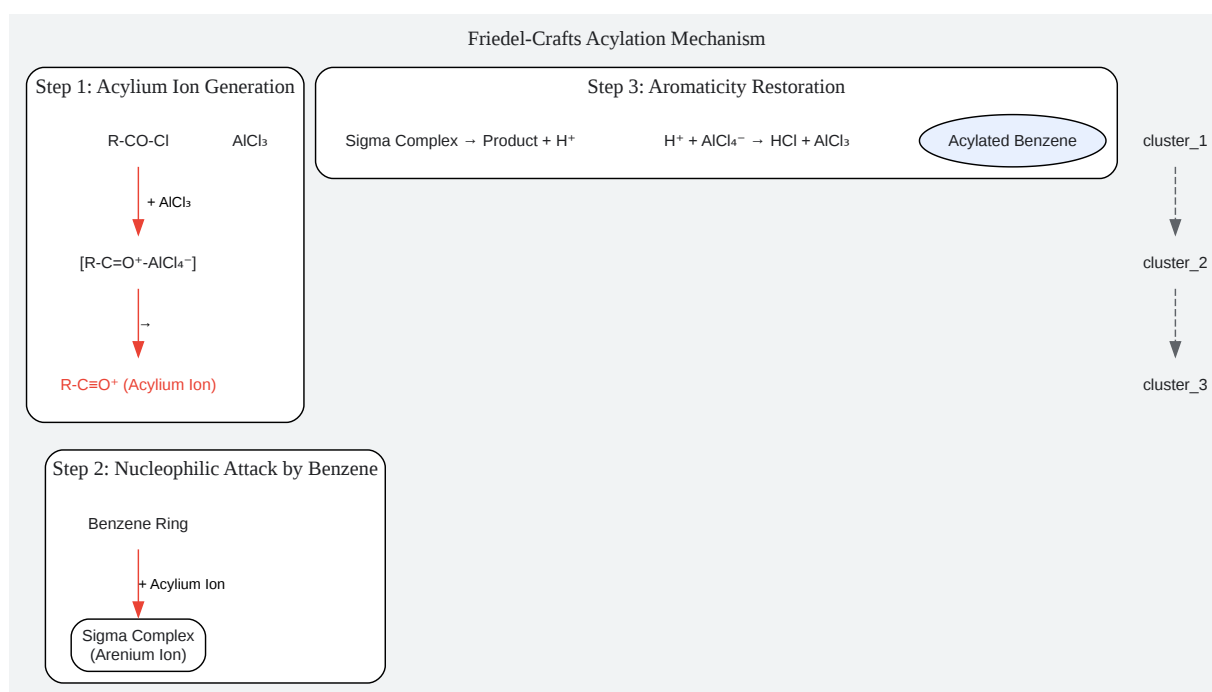 Friedel-Crafts Acylation Mechanism
Step 1: Acylium Ion Generation
R-CO-Cl
AlCl₃
+ AlCl₃
[R-C=O⁺-AlCl₄⁻]
→
R-C≡O⁺ (Acylium Ion)
Step 2: Nucleophilic Attack by Benzene
Benzene Ring
+ Acylium Ion
Sigma Complex
(Arenium Ion)
Step 3: Aromaticity Restoration
Sigma Complex → Product + H⁺
H⁺ + AlCl₄⁻ → HCl + AlCl₃
Acylated Benzene
cluster_1
cluster_2
cluster_3